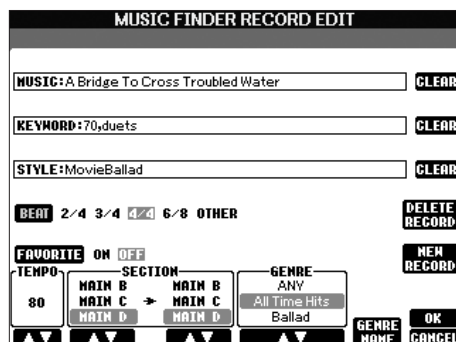 MUSIC FINDER RECORD EDIT
MUSIC:A Bridge To Cross Troubled Water CLEAR
KEYWORD:70,duets CLEAR
STYLE:MovieBallad CLEAR
BEAT 2/4 3/4 4/4 6/8 OTHER
DELETE RECORD
FAVORITE ON OFF
NEW RECORD
TEMPO SECTION GENRE
MAIN B MAIN B ANY
80 MAIN C → MAIN C All Time Hits
MAIN D MAIN D Ballad
GENRE NAME
OK
CANCEL